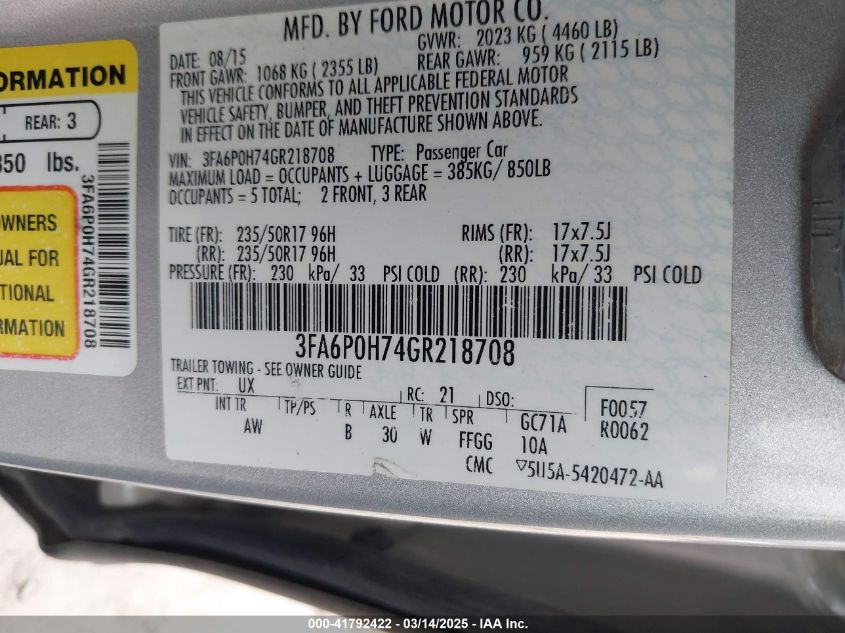 ORMATION
REAR: 3
850 lbs.
3FA6P0H74GR218708
OWNERS
UAL FOR
TIONAL
RMATION
MFD. BY FORD MOTOR CO.
DATE: 08/15 GVWR: 2023 KG ( 4460 LB)
FRONT GAWR: 1068 KG ( 2355 LB) REAR GAWR: 959 KG ( 2115 LB)
THIS VEHICLE CONFORMS TO ALL APPLICABLE FEDERAL MOTOR
VEHICLE SAFETY, BUMPER, AND THEFT PREVENTION STANDARDS
IN EFFECT ON THE DATE OF MANUFACTURE SHOWN ABOVE.
VIN: 3FA6P0H74GR218708 TYPE: Passenger Car
MAXIMUM LOAD = OCCUPANTS + LUGGAGE = 385KG/ 850LB
OCCUPANTS = 5 TOTAL; 2 FRONT, 3 REAR
TIRE (FR): 235/50R17 96H RIMS (FR): 17x7.5J
(RR): 235/50R17 96H (RR): 17x7.5J
PRESSURE (FR): 230 kPa/ 33 PSI COLD (RR): 230 kPa/ 33 PSI COLD
3FA6P0H74GR218708
TRAILER TOWING - SEE OWNER GUIDE
EXT PNT: UX RC: 21 DSO:
INT TR TP/PS R AXLE TR SPR GC71A F0057
AW B 30 W FFGG 10A R0062
CMC ▽5U5A-5420472-AA
000-41792422 - 03/14/2025 - IAA Inc.